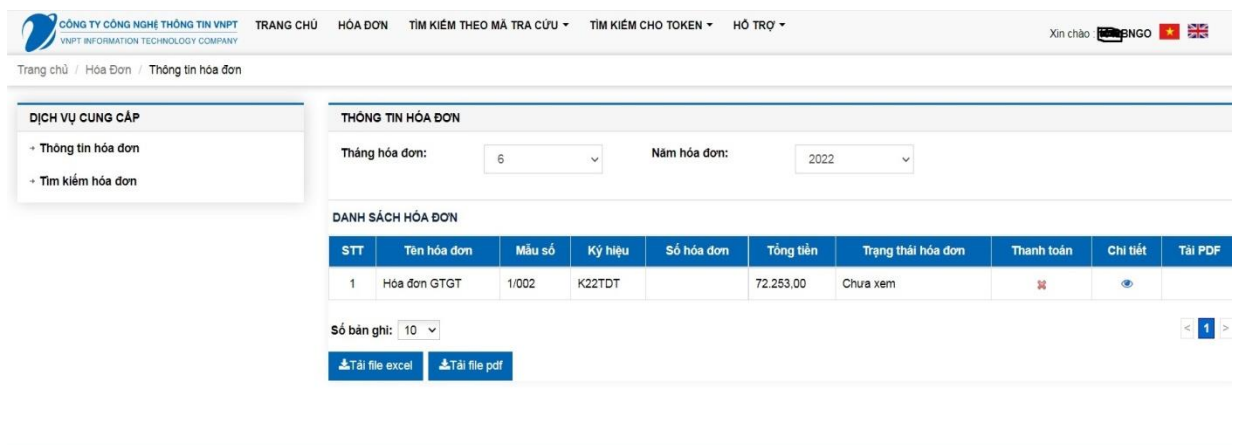 CÔNG TY CÔNG NGHỆ THÔNG TIN VNPT
VNPT INFORMATION TECHNOLOGY COMPANY
TRANG CHỦ HÓA ĐƠN TÌM KIẾM THEO MÃ TRA CỨU TÌM KIẾM CHO TOKEN HỖ TRỢ
Xin chào : BNGO
Trang chủ / Hóa Đơn / Thông tin hóa đơn
DỊCH VỤ CUNG CẤP
Thông tin hóa đơn
Tìm kiếm hóa đơn
THÔNG TIN HÓA ĐƠN
Tháng hóa đơn: 6 Năm hóa đơn: 2022
DANH SÁCH HÓA ĐƠN
STT Tên hóa đơn Mẫu số Ký hiệu Số hóa đơn Tổng tiền Trạng thái hóa đơn Thanh toán Chi tiết Tải PDF
1 Hóa đơn GTGT 1/002 K22TDT 72.253,00 Chưa xem
Số bản ghi: 10 < 1 >
Tải file excel Tải file pdf